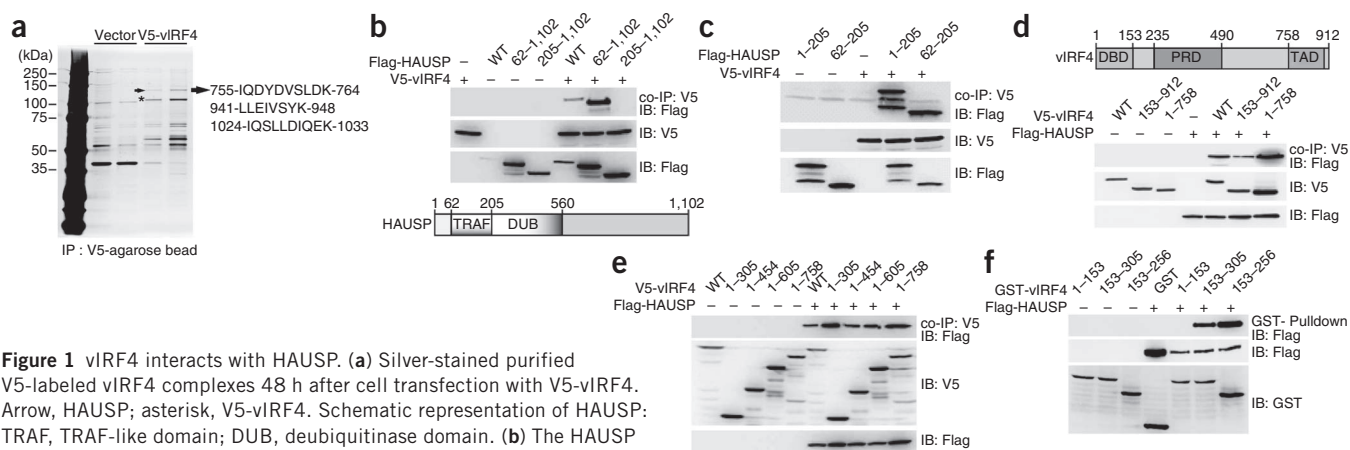 a
Vector V5-vIRF4
(kDa)
250–
150–
100–
75–
50–
35–
*
755-IQDYDVSLDK-764
941-LLEIVSYK-948
1024-IQSLLDIQEK-1033
IP : V5-agarose bead
b
WT 62–1,102 205–1,102 WT 62–1,102 205–1,102
Flag-HAUSP –
V5-vIRF4 + – – – + + +
co-IP: V5
IB: Flag
IB: V5
IB: Flag
1 62 205 560 1,102
HAUSP TRAF DUB
c
1–205 62–205 1–205 62–205
Flag-HAUSP –
V5-vIRF4 – – + + +
co-IP: V5
IB: Flag
IB: V5
IB: Flag
d
1 153 235 490 758 912
vIRF4 DBD PRD TAD
WT 153–912 1–758 WT 153–912 1–758
V5-vIRF4 –
Flag-HAUSP – – – + + + +
co-IP: V5
IB: Flag
IB: V5
IB: Flag
e
V5-vIRF4 WT 1–305 1–454 1–605 1–758 WT 1–305 1–454 1–605 1–758
Flag-HAUSP – – – – – + + + + +
co-IP: V5
IB: Flag
IB: V5
IB: Flag
f
GST-vIRF4 1–153 153–305 153–256 GST 1–153 153–305 153–256
Flag-HAUSP – – – + + + +
GST- Pulldown
IB: Flag
IB: Flag
IB: GST
Figure 1 vIRF4 interacts with HAUSP. (a) Silver-stained purified
V5-labeled vIRF4 complexes 48 h after cell transfection with V5-vIRF4.
Arrow, HAUSP; asterisk, V5-vIRF4. Schematic representation of HAUSP:
TRAF, TRAF-like domain; DUB, deubiquitinase domain. (b) The HAUSP